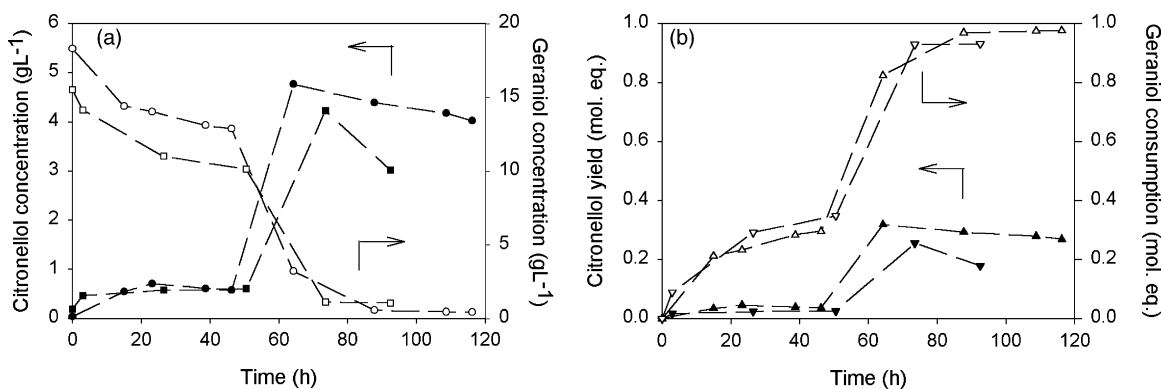 (a)
Citronellol concentration (gL-1)
6
5
4
3
2
1
0
20
15
10
5
0
Geraniol concentration (gL-1)
0 20 40 60 80 100 120
Time (h)
(b)
Citronellol yield (mol. eq.)
1.0
0.8
0.6
0.4
0.2
0.0
1.0
0.8
0.6
0.4
0.2
0.0
Geraniol consumption (mol. eq.)
0 20 40 60 80 100 120
Time (h)